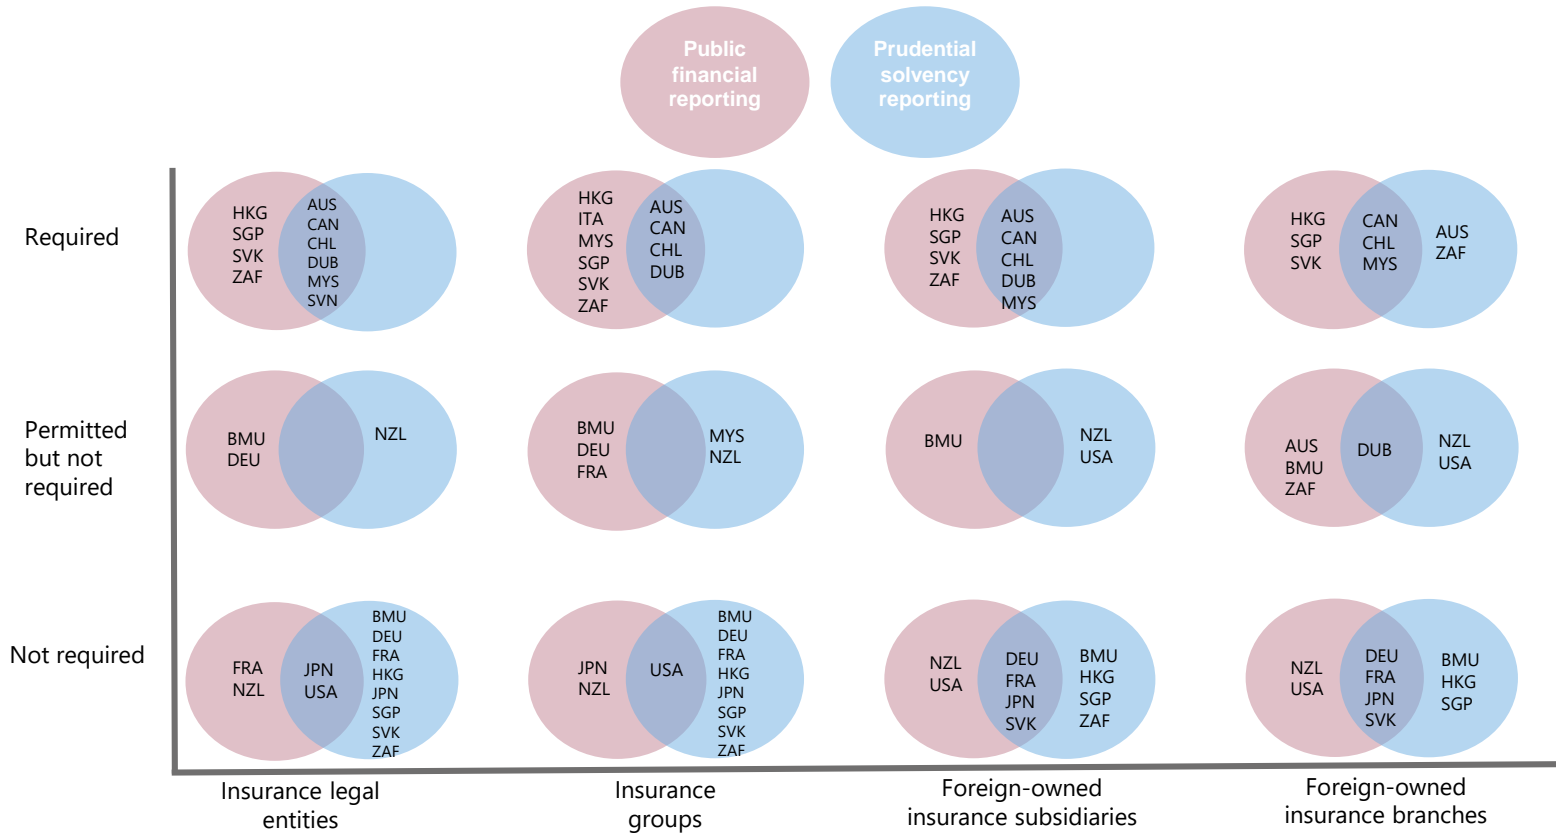 Public
financial
reporting
Prudential
solvency
reporting
Required
HKG
SGP
SVK
ZAF
AUS
CAN
CHL
DUB
MYS
SVN
HKG
ITA
MYS
SGP
SVK
ZAF
AUS
CAN
CHL
DUB
HKG
SGP
SVK
ZAF
AUS
CAN
CHL
DUB
MYS
HKG
SGP
SVK
CAN
CHL
MYS
AUS
ZAF
Permitted
but not
required
BMU
DEU
NZL
BMU
DEU
FRA
MYS
NZL
BMU
NZL
USA
AUS
BMU
ZAF
DUB
NZL
USA
Not required
FRA
NZL
JPN
USA
BMU
DEU
FRA
HKG
JPN
SGP
SVK
ZAF
JPN
NZL
USA
BMU
DEU
FRA
HKG
JPN
SGP
SVK
ZAF
NZL
USA
DEU
FRA
JPN
SVK
BMU
HKG
SGP
ZAF
NZL
USA
DEU
FRA
JPN
SVK
BMU
HKG
SGP
Insurance legal
entities
Insurance
groups
Foreign-owned
insurance subsidiaries
Foreign-owned
insurance branches